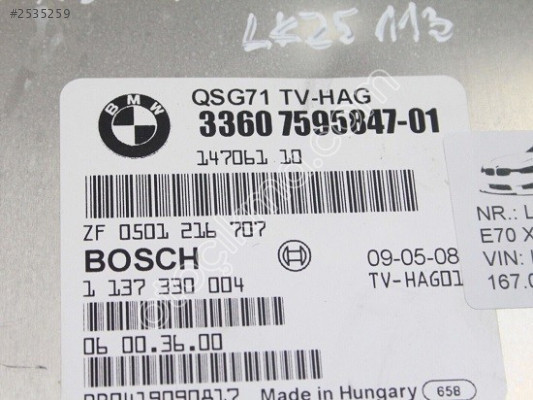 #2535259
LK25 113
BMW
QSG71 TV-HAG
3360 7595847-01
147061 10
ZF 0501 216 707
BOSCH
09-05-08
TV-HAG01
1 137 330 004
06 00.36.00
Made in Hungary 658
NR.: L
E70 X
VIN:
167.0